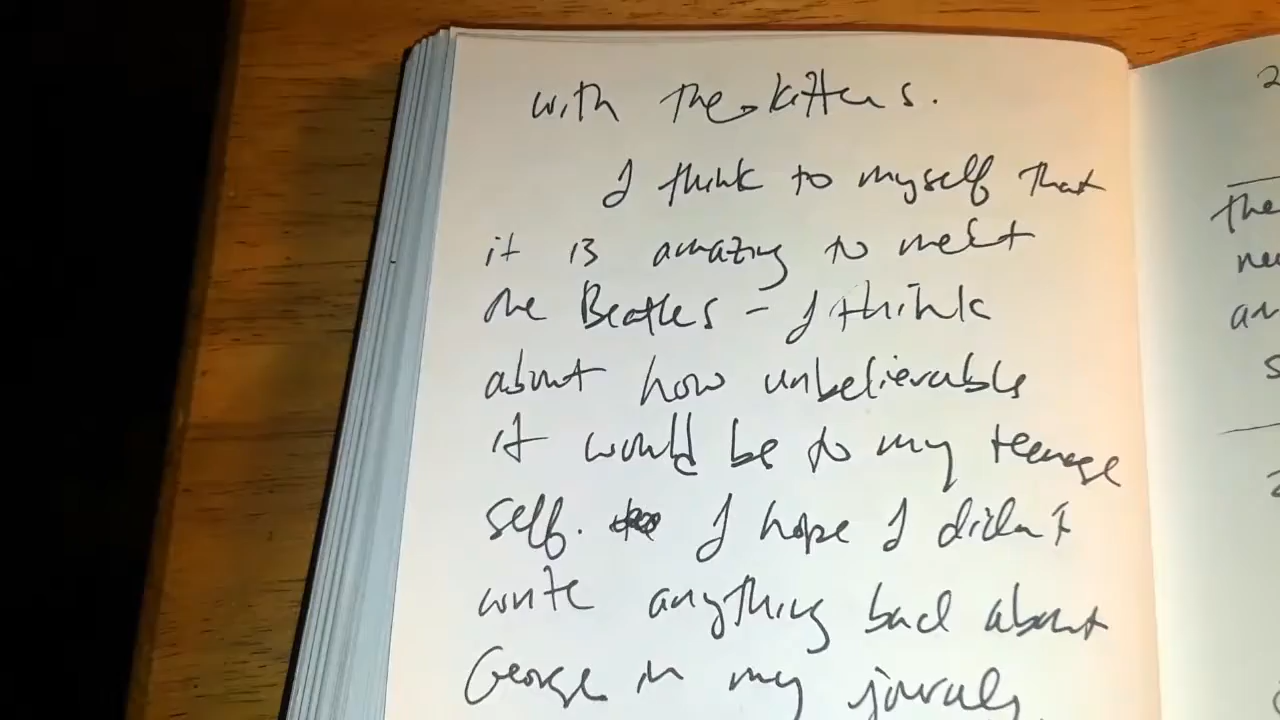 with the kittens.
I think to myself that
it is amazing to meet
the Beatles - I think
about how unbelievable
it would be to my teenage
self. I hope I didn't
write anything bad about
George in my journals
the